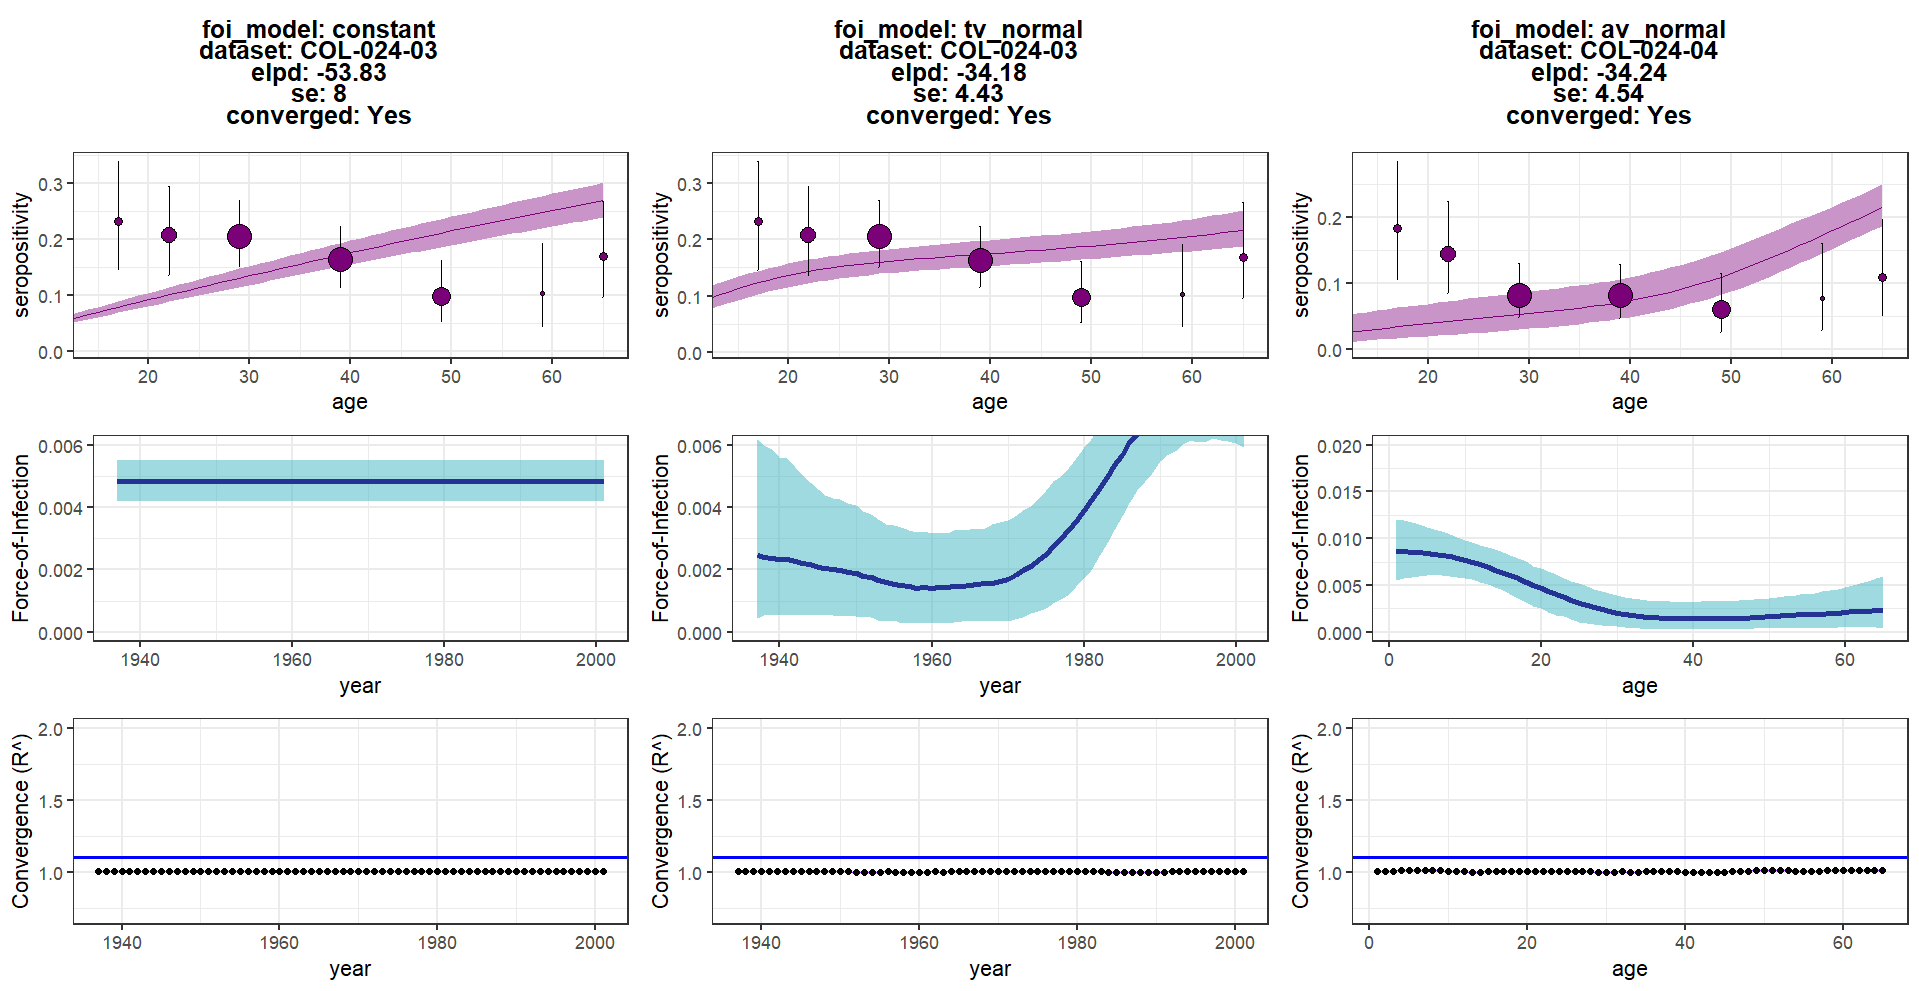 foi_model: constant
dataset: COL-024-03
elpd: -53.83
se: 8
converged: Yes
seropositivity
0.3
0.2
0.1
0.0
20
30
40
50
60
age
Force-of-Infection
0.006
0.004
0.002
0.000
1940
1960
1980
2000
year
Convergence (R^)
2.0
1.5
1.0
1940
1960
1980
2000
year
foi_model: tv_normal
dataset: COL-024-03
elpd: -34.18
se: 4.43
converged: Yes
seropositivity
0.3
0.2
0.1
0.0
20
30
40
50
60
age
Force-of-Infection
0.006
0.004
0.002
0.000
1940
1960
1980
2000
year
Convergence (R^)
2.0
1.5
1.0
1940
1960
1980
2000
year
foi_model: av_normal
dataset: COL-024-04
elpd: -34.24
se: 4.54
converged: Yes
seropositivity
0.2
0.1
0.0
20
30
40
50
60
age
Force-of-Infection
0.020
0.015
0.010
0.005
0.000
0
20
40
60
age
Convergence (R^)
2.0
1.5
1.0
0
20
40
60
age